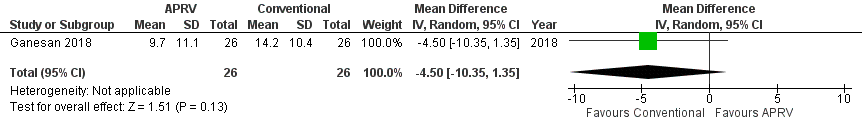 APRV Conventional Mean Difference Mean Difference
Study or Subgroup Mean SD Total Mean SD Total Weight IV, Random, 95% CI Year IV, Random, 95% CI
Ganesan 2018 9.7 11.1 26 14.2 10.4 26 100.0% -4.50 [-10.35, 1.35] 2018
Total (95% CI) 26 26 100.0% -4.50 [-10.35, 1.35]
Heterogeneity: Not applicable
-10 -5 0 5 10
Test for overall effect: Z = 1.51 (P = 0.13)
Favours Conventional Favours APRV